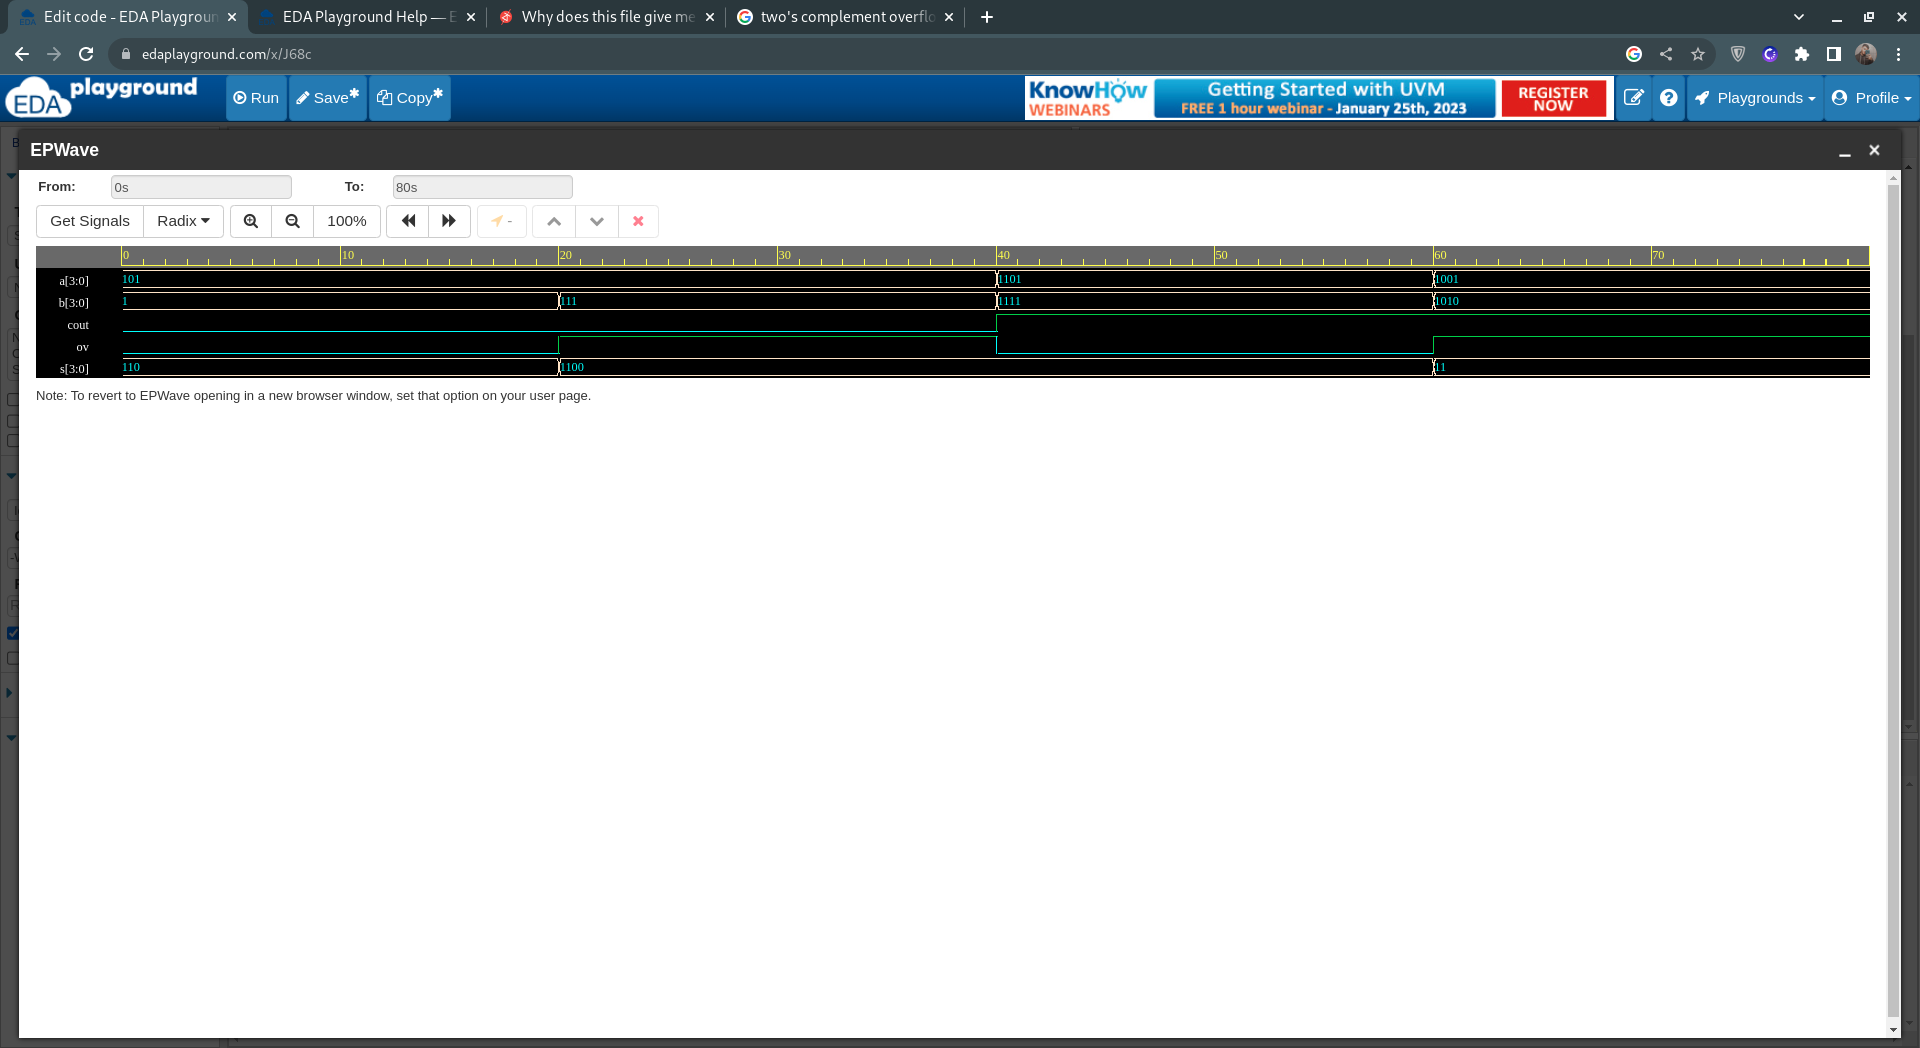 Edit code - EDA Playgroun
EDA Playground Help — E
Why does this file give me
two's complement overflo
edaplayground.com/x/J68c
EDA playground
Run
Save*
Copy*
KNOWHOW WEBINARS
Getting Started with UVM
FREE 1 hour webinar - January 25th, 2023
REGISTER NOW
Playgrounds
Profile
EPWave
From: 0s To: 80s
Get Signals Radix 100% -
0 10 20 30 40 50 60 70
a[3:0] 101 1101 1001
b[3:0] 1 111 1111 1010
cout
ov
s[3:0] 110 1100 11
Note: To revert to EPWave opening in a new browser window, set that option on your user page.